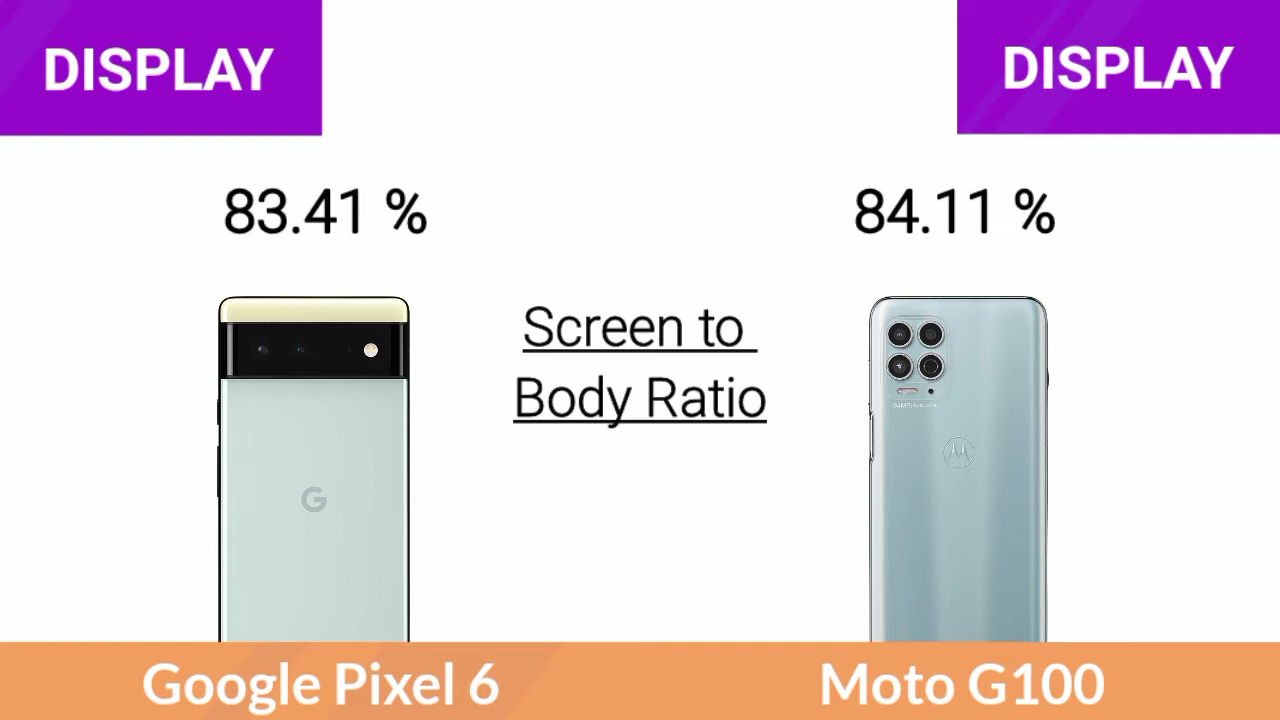 DISPLAY
DISPLAY
83.41 %
84.11 %
Screen to
Body Ratio
G
Google Pixel 6
Moto G100